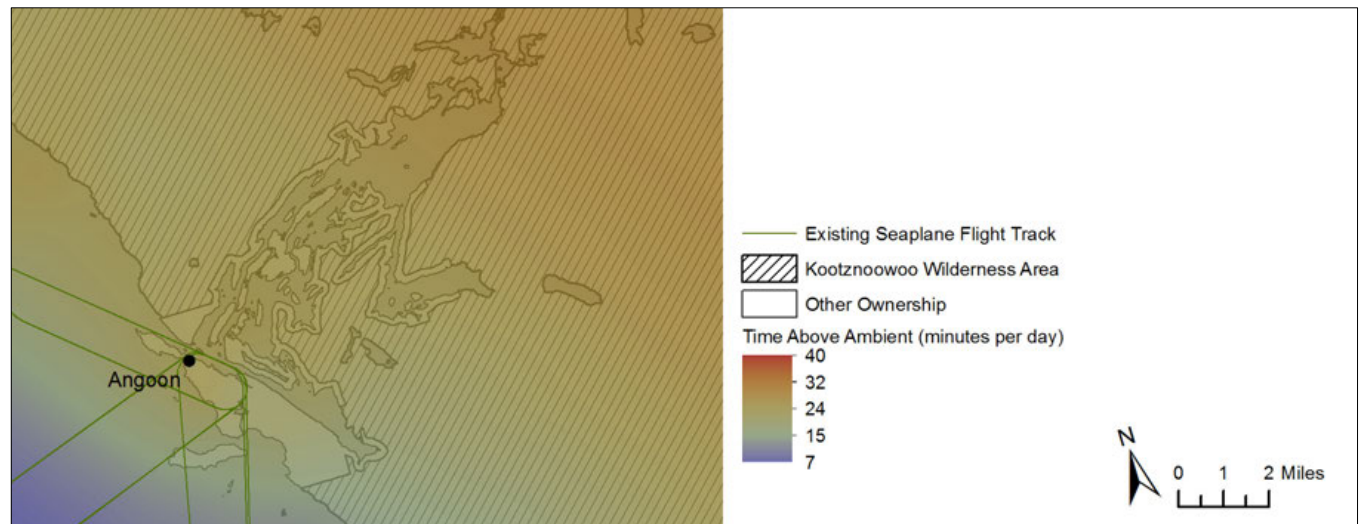 Angoon
Existing Seaplane Flight Track
Kootznoowoo Wilderness Area
Other Ownership
Time Above Ambient (minutes per day)
40
32
24
15
7
N
0 1 2 Miles